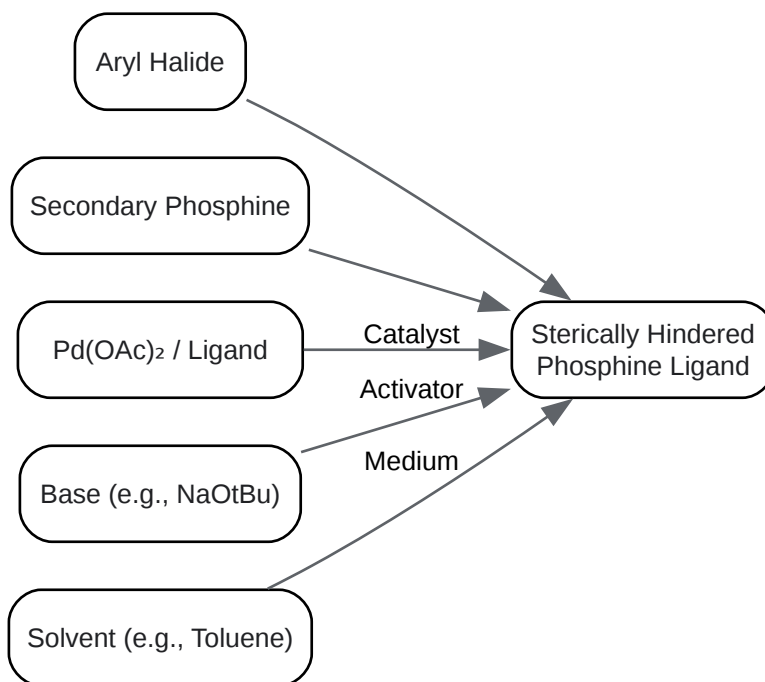 Aryl Halide
Secondary Phosphine
Pd(OAc)₂ / Ligand
Catalyst
Sterically Hindered
Phosphine Ligand
Activator
Medium
Base (e.g., NaOtBu)
Solvent (e.g., Toluene)